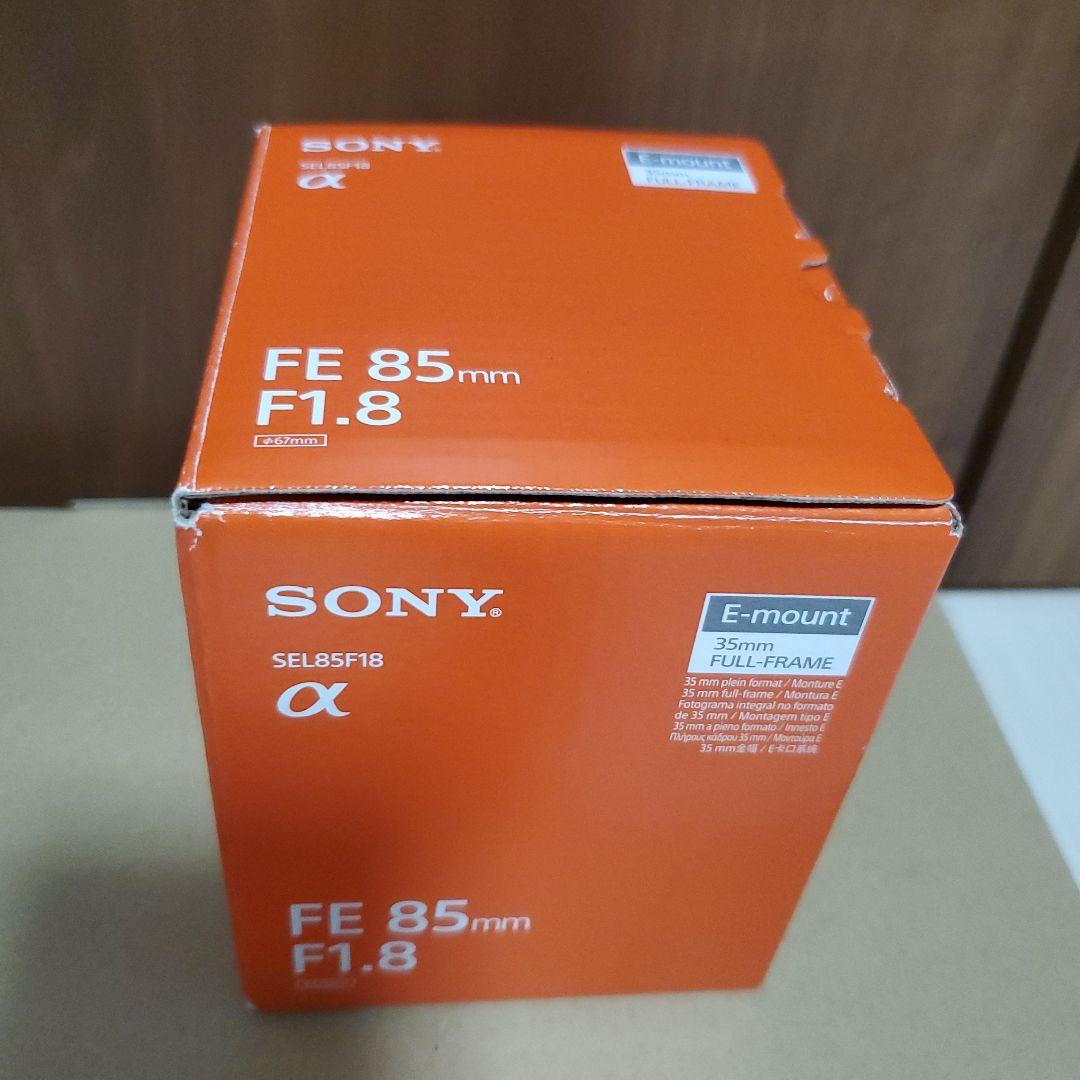 SONY
SEL85F18
α
E-mount
35mm
FULL-FRAME
FE 85mm
F1.8
φ67mm
SONY®
SEL85F18
α
E-mount
35mm
FULL-FRAME
35 mm plein format / Monture E
35 mm full-frame / Montura E
Fotograma integral no formato
de 35 mm / Montagem tipo E
35 mm a pieno formato / Innesto E
Πλήρους κάδρου 35 mm / Μοντούρα E
35 mm全幅 / E卡口系统
FE 85mm
F1.8